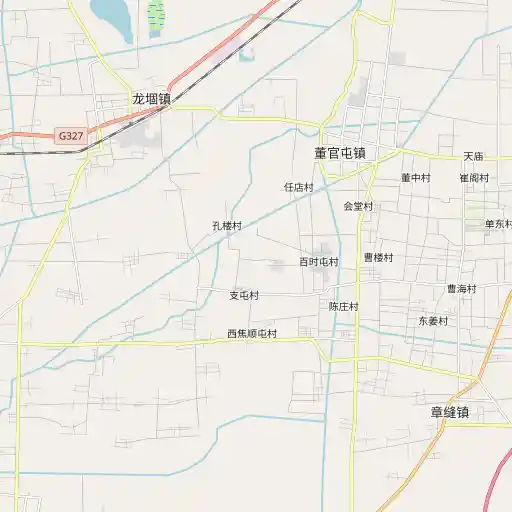 龙堌镇
G327
董官屯镇
天庙
任店村
董中村
崔阁村
会堂村
孔楼村
单东村
曹楼村
百时屯村
曹海村
支屯村
陈庄村
东姜村
西焦顺屯村
章缝镇